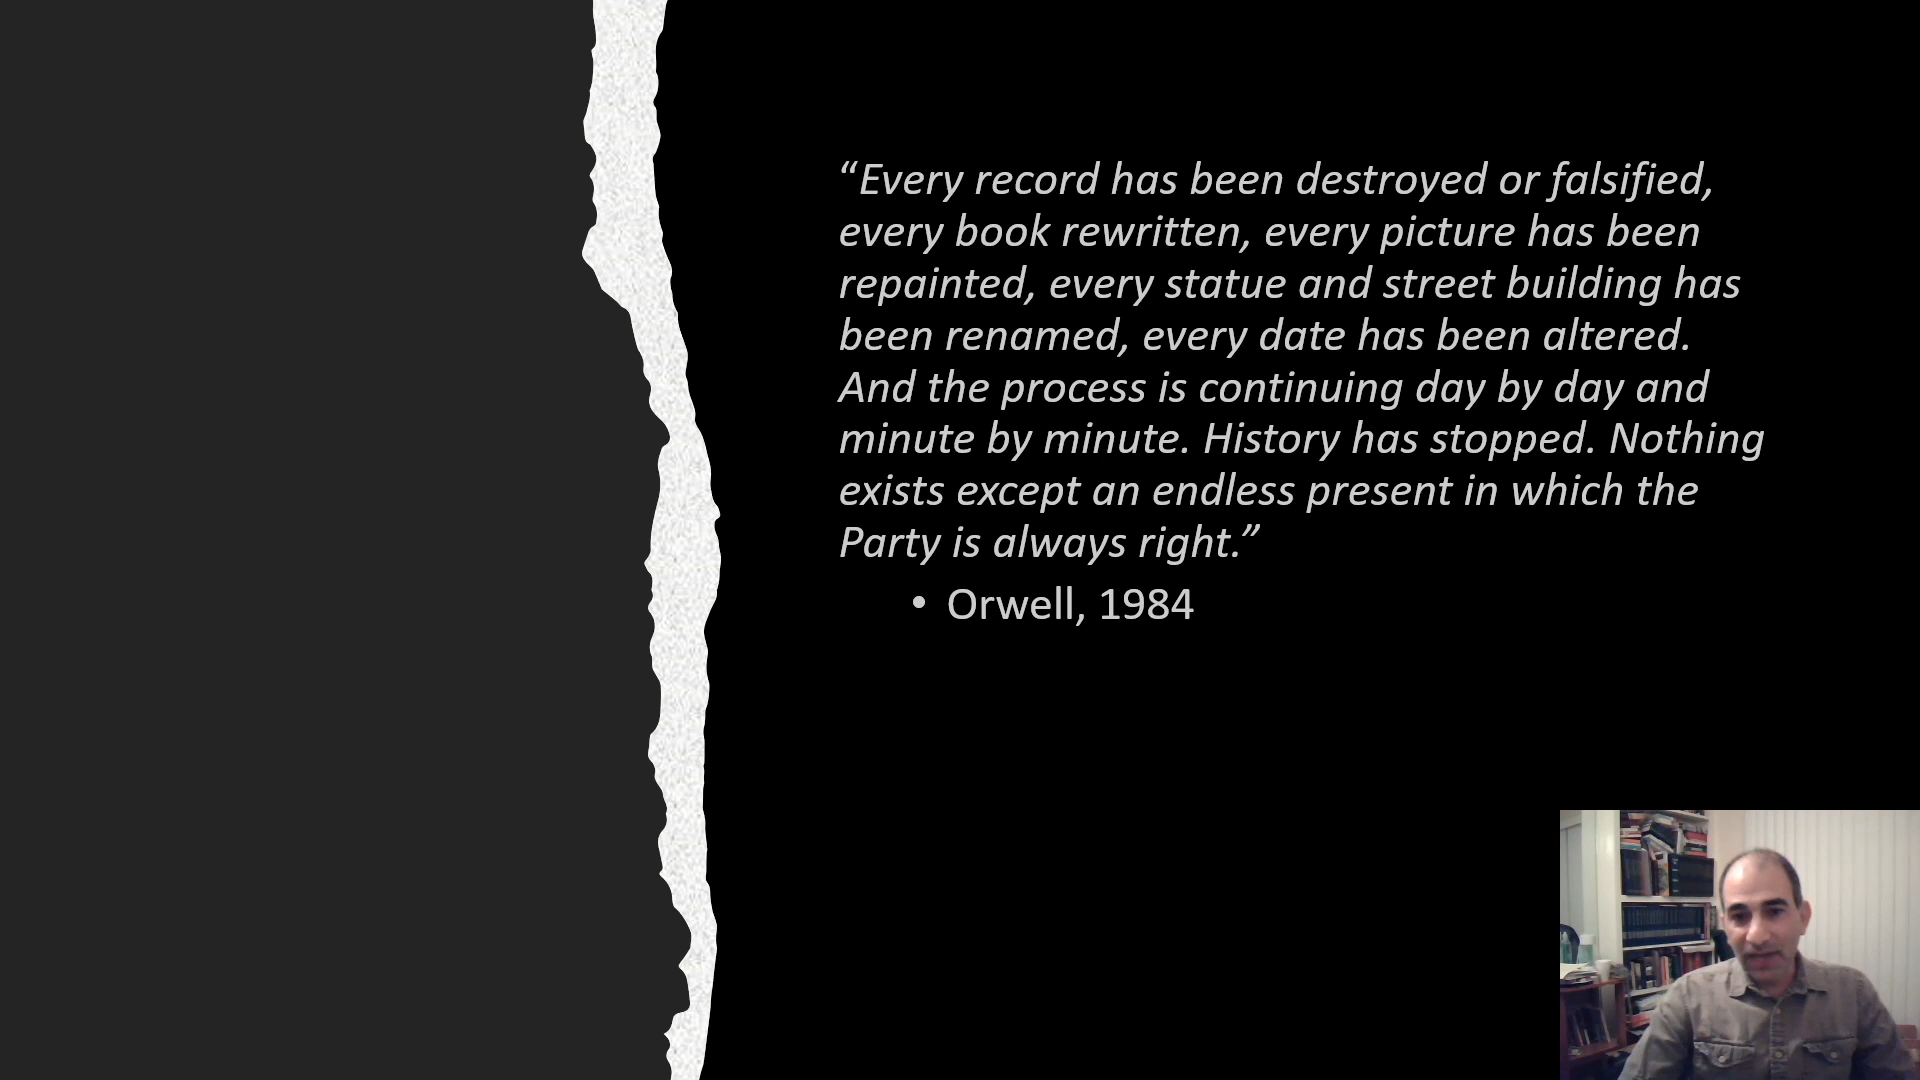 “Every record has been destroyed or falsified,
every book rewritten, every picture has been
repainted, every statue and street building has
been renamed, every date has been altered.
And the process is continuing day by day and
minute by minute. History has stopped. Nothing
exists except an endless present in which the
Party is always right.”
• Orwell, 1984